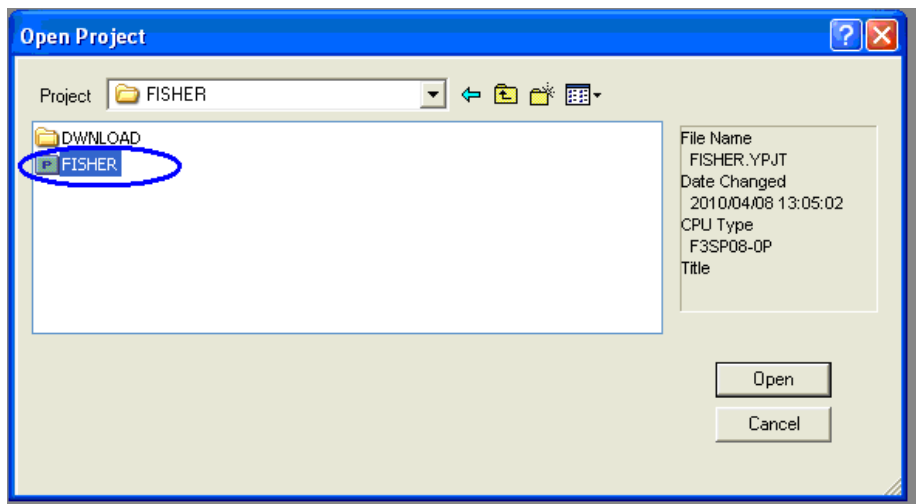 Open Project
Project FISHER
DWNLOAD
P FISHER
File Name
FISHER.YPJT
Date Changed
2010/04/08 13:05:02
CPU Type
F3SP08-0P
Title
Open
Cancel